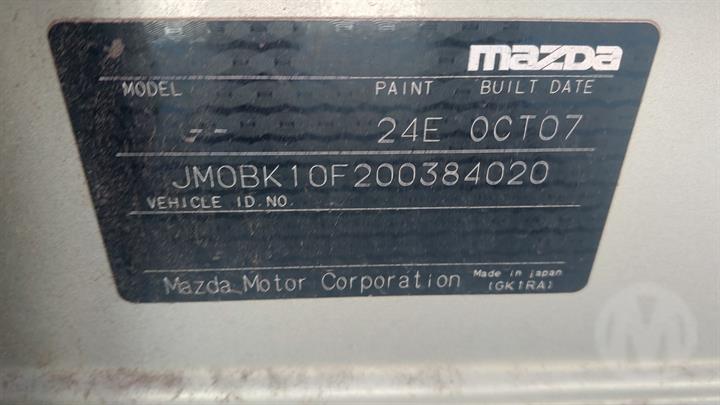 mazda
MODEL PAINT BUILT DATE
-- 24E OCT07
JM0BK10F200384020
VEHICLE ID. NO.
Mazda Motor Corporation Made in japan
(GK1RA)
M